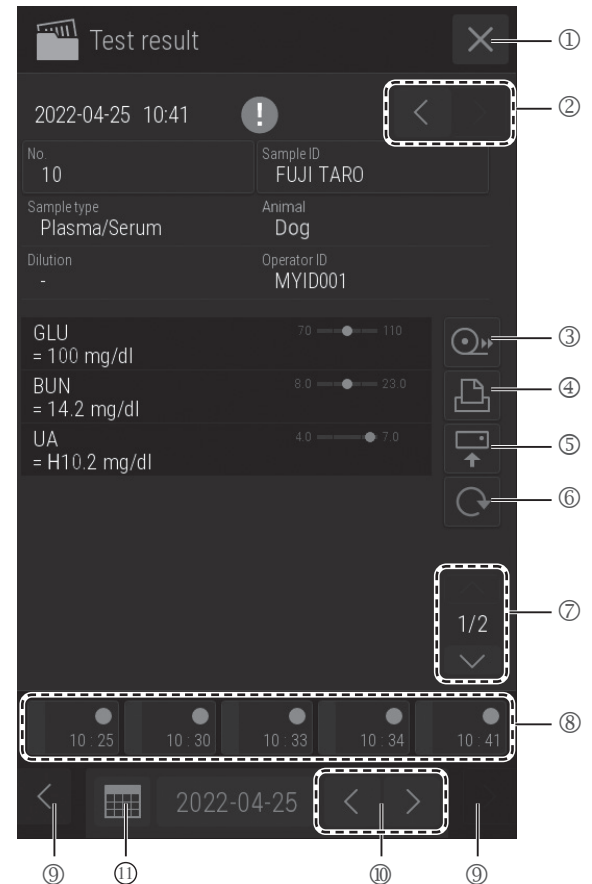 Test result
①
2022-04-25 10:41 !
②
No. Sample ID
10 FUJI TARO
Sample type Animal
Plasma/Serum Dog
Dilution Operator ID
- MYID001
GLU 70 110
= 100 mg/dl
③
BUN 8.0 23.0
= 14.2 mg/dl
④
UA 4.0 7.0
= H10.2 mg/dl
⑤
⑥
1/2
⑦
10 : 25 10 : 30 10 : 33 10 : 34 10 : 41
⑧
2022-04-25
⑨ ⑪ ⑩ ⑨